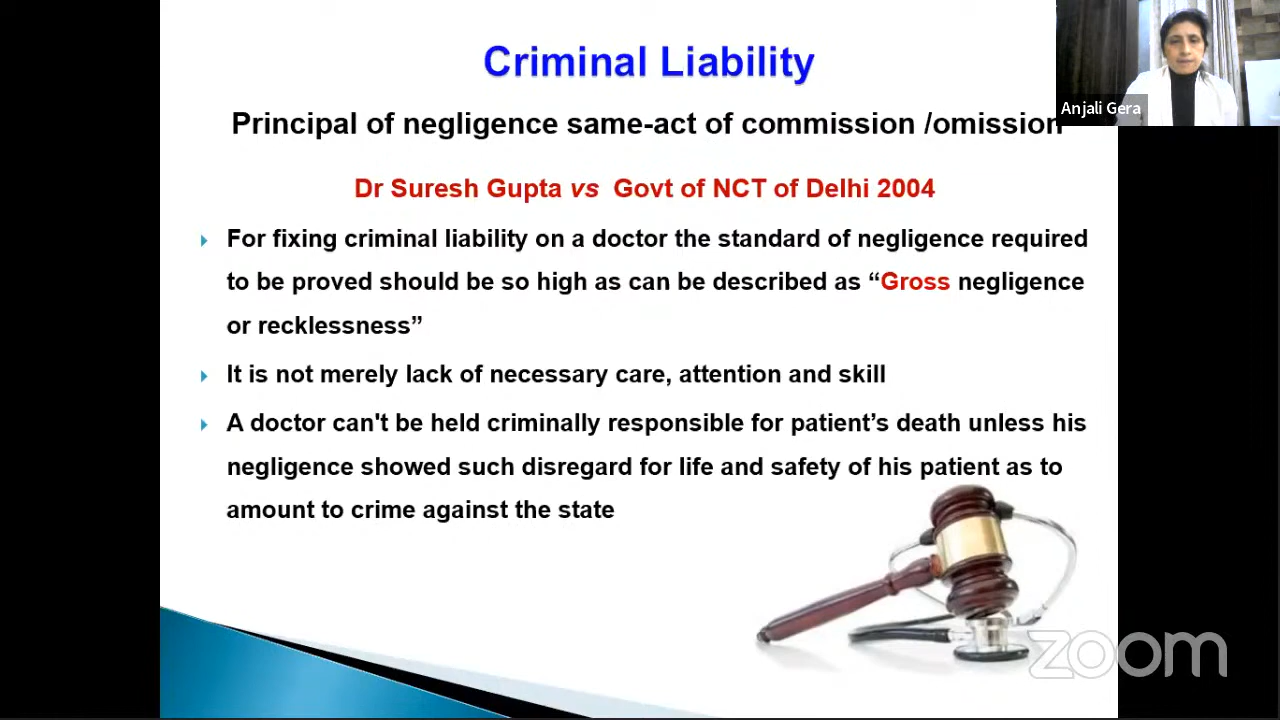 Criminal Liability
Anjali Gera
Principal of negligence same-act of commission /omission
Dr Suresh Gupta vs Govt of NCT of Delhi 2004
For fixing criminal liability on a doctor the standard of negligence required
to be proved should be so high as can be described as “Gross negligence
or recklessness”
It is not merely lack of necessary care, attention and skill
A doctor can't be held criminally responsible for patient’s death unless his
negligence showed such disregard for life and safety of his patient as to
amount to crime against the state
zoom